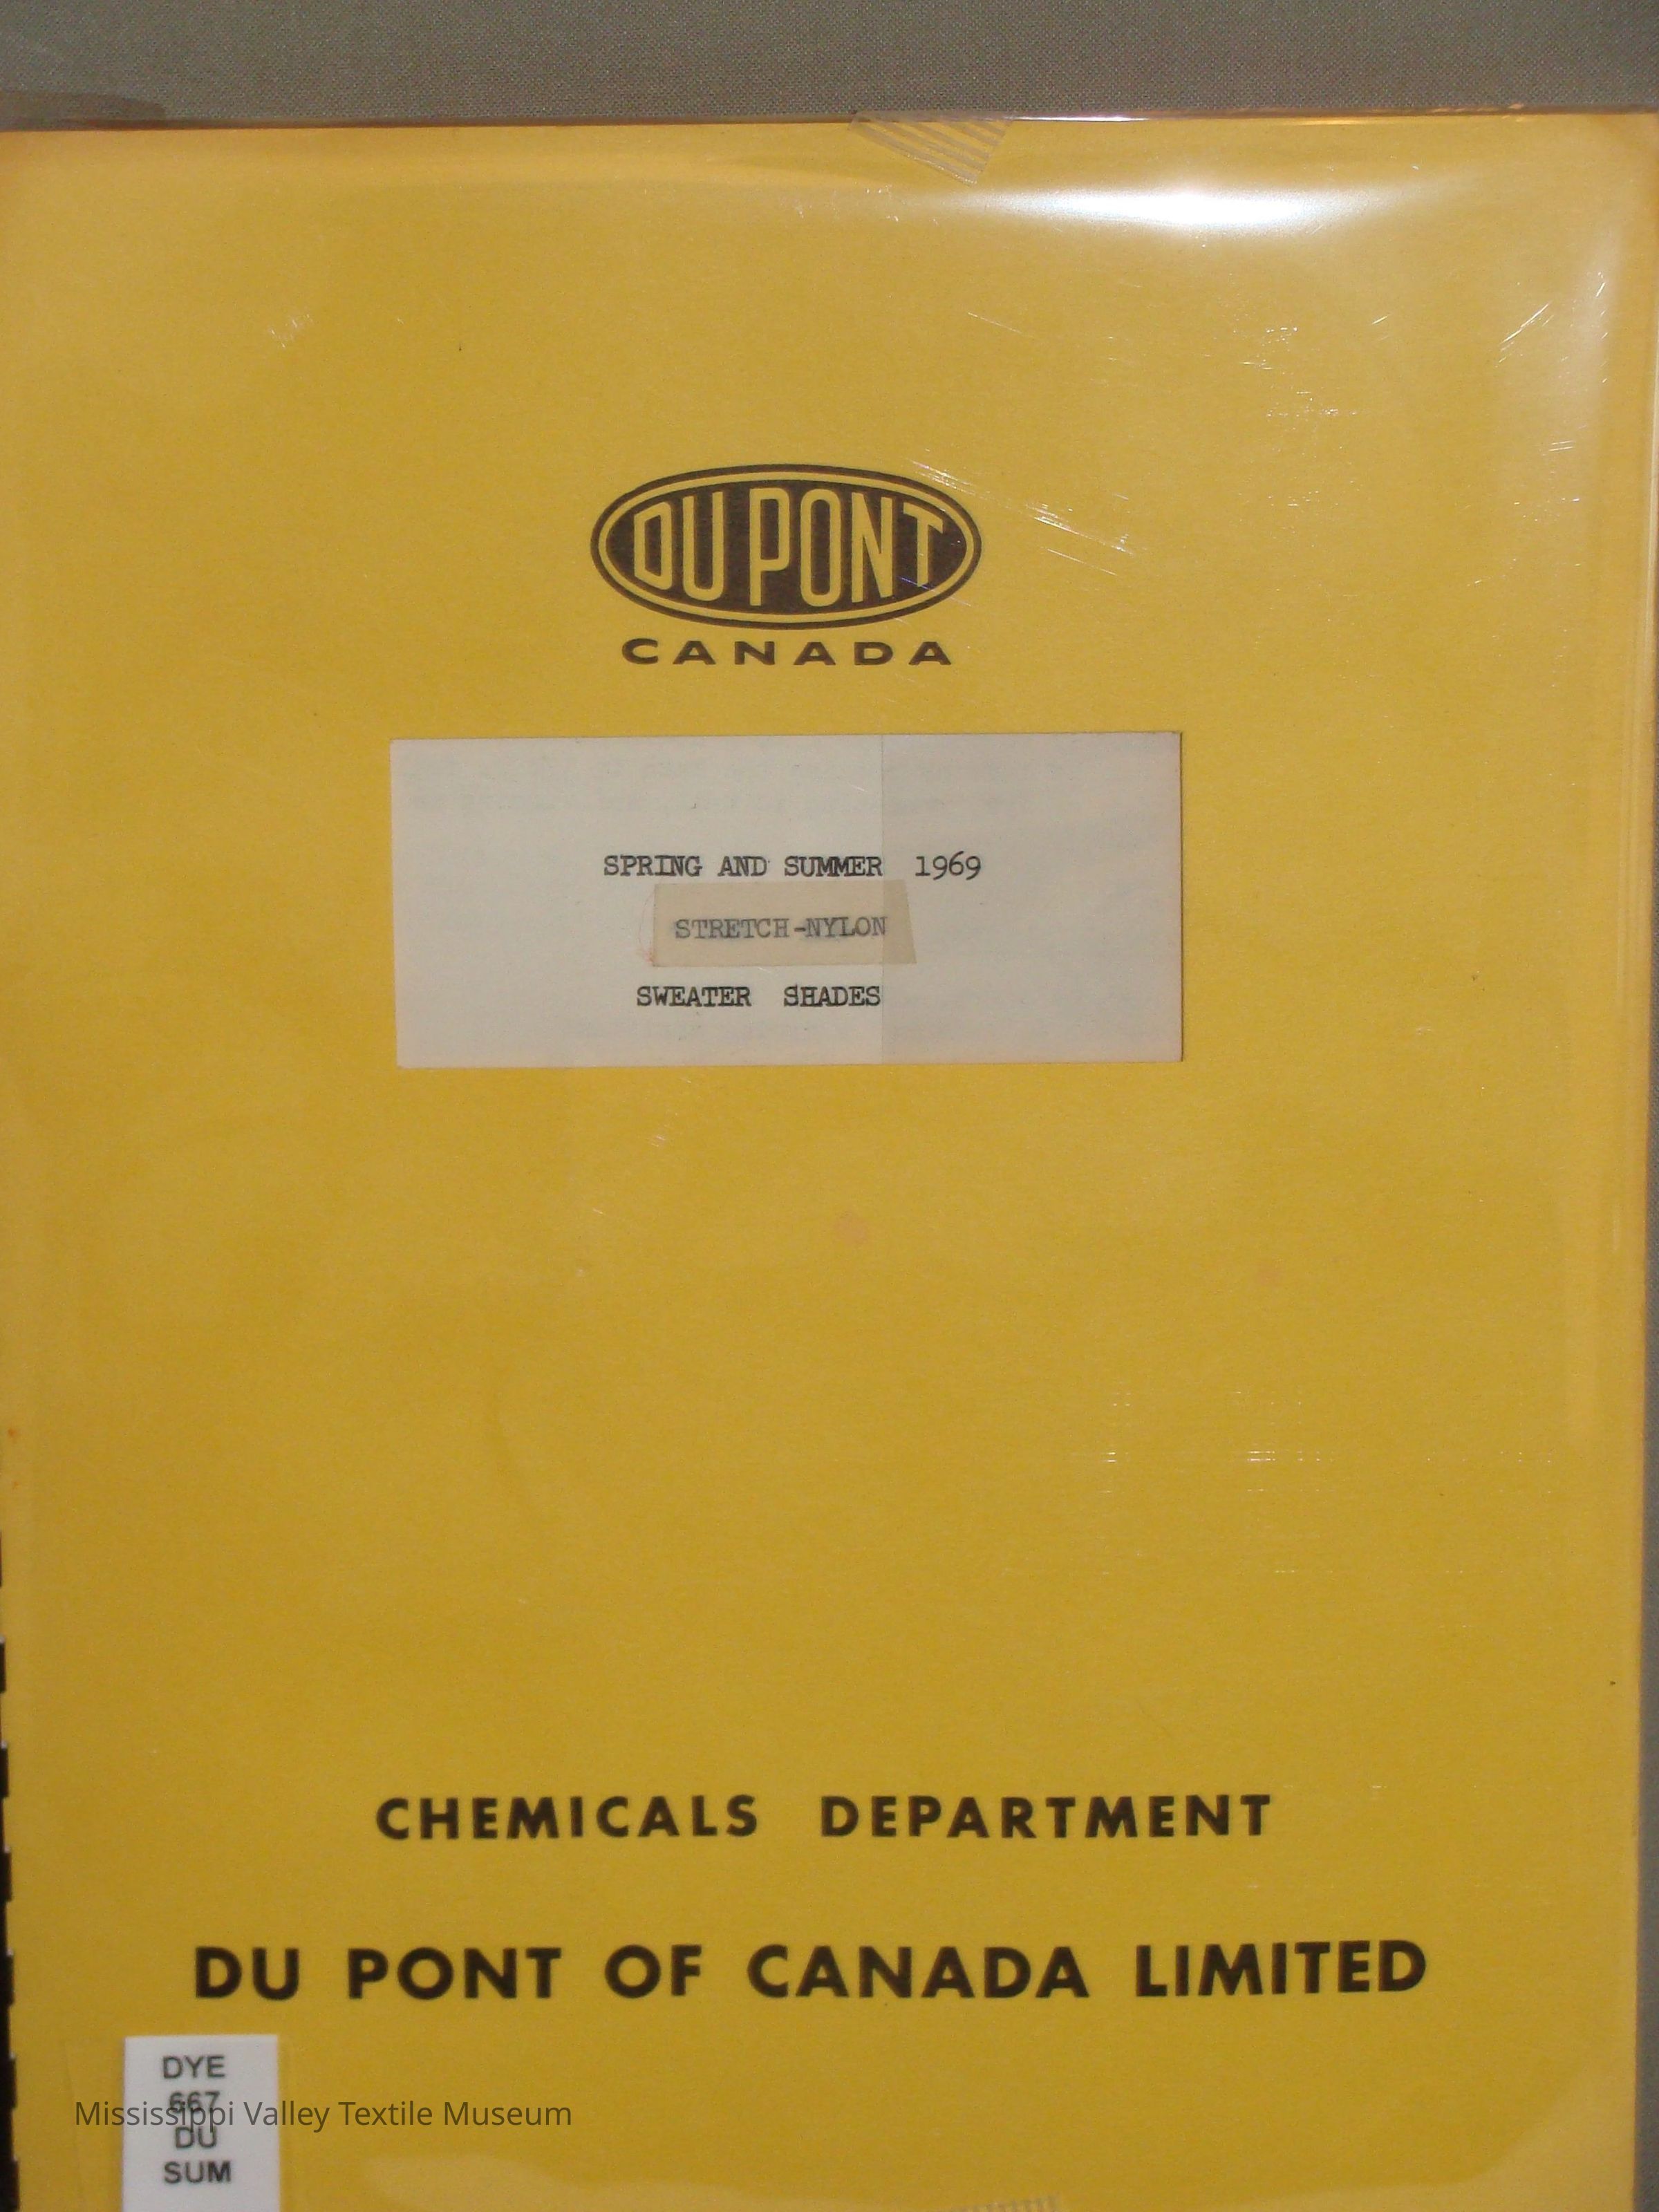 DU PONT
CANADA
SPRING AND SUMMER 1969
STRETCH-NYLON
SWEATER SHADES
CHEMICALS DEPARTMENT
DU PONT OF CANADA LIMITED
DYE
667
DU
SUM
Mississippi Valley Textile Museum